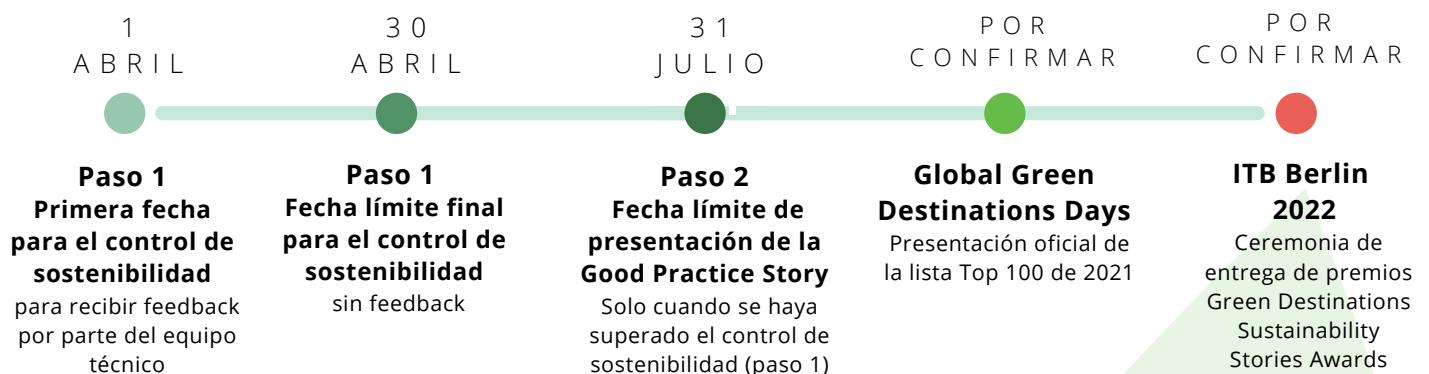 1
ABRIL
Paso 1
Primera fecha
para el control de
sostenibilidad
para recibir feedback
por parte del equipo
técnico
30
ABRIL
Paso 1
Fecha límite final
para el control de
sostenibilidad
sin feedback
31
JULIO
Paso 2
Fecha límite de
presentación de la
Good Practice Story
Solo cuando se haya
superado el control de
sostenibilidad (paso 1)
POR
CONFIRMAR
Global Green
Destinations Days
Presentación oficial de
la lista Top 100 de 2021
POR
CONFIRMAR
ITB Berlin
2022
Ceremonia de
entrega de premios
Green Destinations
Sustainability
Stories Awards